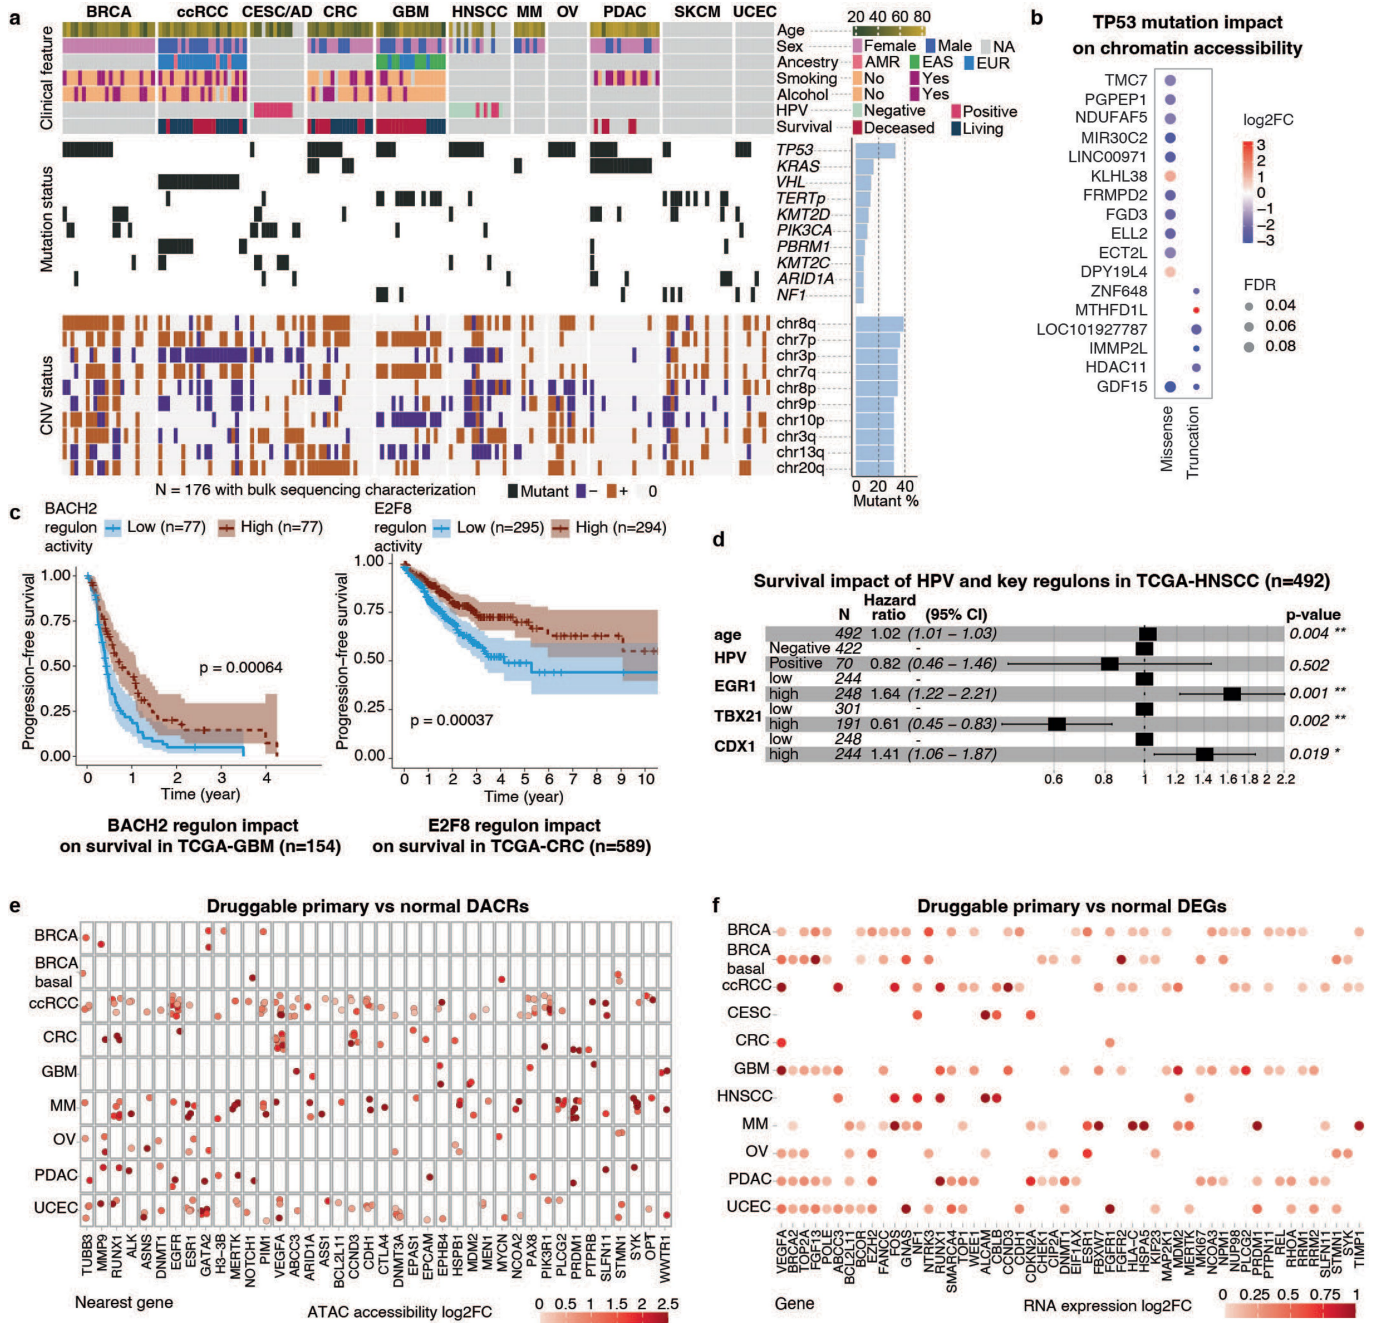 a
BRCA ccRCC CESC/AD CRC GBM HNSCC MM OV PDAC SKCM UCEC
Clinical feature
Age
Sex
Ancestry
Smoking
Alcohol
HPV
Survival
20 40 60 80
Female Male NA
AMR EAS EUR
No Yes
No Yes
Negative Positive
Deceased Living
Mutation status
TP53
KRAS
VHL
TERTp
KMT2D
PIK3CA
PBRM1
KMT2C
ARID1A
NF1
CNV status
chr8q
chr7p
chr3p
chr7q
chr8p
chr9p
chr10p
chr3q
chr13q
chr20q
0 20 40
Mutant %
N = 176 with bulk sequencing characterization
Mutant − + 0
b
TP53 mutation impact
on chromatin accessibility
TMC7
PGPEP1
NDUFAF5
MIR30C2
LINC00971
KLHL38
FRMPD2
FGD3
ELL2
ECT2L
DPY19L4
ZNF648
MTHFD1L
LOC101927787
IMMP2L
HDAC11
GDF15
Missense
Truncation
log2FC
3
2
1
0
−1
−2
−3
FDR
0.04
0.06
0.08
c
BACH2
regulon
activity
Low (n=77) High (n=77)
Progression−free survival
1.00
0.75
0.50
0.25
0.00
p = 0.00064
0 1 2 3 4
Time (year)
BACH2 regulon impact
on survival in TCGA-GBM (n=154)
E2F8
regulon
activity
Low (n=295) High (n=294)
Progression−free survival
1.00
0.75
0.50
0.25
0.00
p = 0.00037
0 1 2 3 4 5 6 7 8 9 10
Time (year)
E2F8 regulon impact
on survival in TCGA-CRC (n=589)
d
Survival impact of HPV and key regulons in TCGA-HNSCC (n=492)
N Hazard ratio (95% CI) p-value
age 492 1.02 (1.01 − 1.03) 0.004 **
HPV Negative 422 -
Positive 70 0.82 (0.46 − 1.46) 0.502
EGR1 low 244 -
high 248 1.64 (1.22 − 2.21) 0.001 **
TBX21 low 301 -
high 191 0.61 (0.45 − 0.83) 0.002 **
CDX1 low 248 -
high 244 1.41 (1.06 − 1.87) 0.019 *
0.6 0.8 1 1.2 1.4 1.6 1.8 2 2.2
e
Druggable primary vs normal DACRs
BRCA
BRCA
basal
ccRCC
CRC
GBM
MM
OV
PDAC
UCEC
TUBB3 MMP9 RUNX1 ALK ASNS DNMT1 EGFR ESR1 GATA2 H3-3B MERTK NOTCH1 PIM1 VEGFA ABCC3 ARID1A ASS1 BCL2L11 CCND3 CDH1 CTLA4 DNMT3A EPAS1 EPCAM EPHB4 HSPB1 MDM2 MEN1 MYCN NCOA2 PAX8 PIK3R1 PLCG2 PRDM1 PTPRB SLFN11 STMN1 SYK OPT WWTR1
Nearest gene
ATAC accessibility log2FC
0 0.5 1.5 2 2.5
f
Druggable primary vs normal DEGs
BRCA
BRCA
basal
ccRCC
CESC
CRC
GBM
HNSCC
MM
OV
PDAC
UCEC
VEGFA BRCA2 TOP2A FGF13 POLE ABCC3 BCL2L11 BCOR EZH2 FANCC FOS GNAS NF1 NTRK3 RUNX1 SMARCA4 TOP1 WEE1 ALCAM CBLB CCND1 CDH1 CDKN2A CHEK1 CIP2A DNMT1 EIF1AX ESR1 FBXW7 FGFR1 FGFR2 HLA-C HSPA5 KIF23 MAP2K1 MDM2 MERTK MKI67 NCOA3 NPM1 NUP98 PLCG2 PRDM1 PTPN11 REL RHOA RRM1 RRM2 SLFN11 STMN1 SYK TIMP1
Gene
RNA expression log2FC
0 0.25 0.50 0.75 1